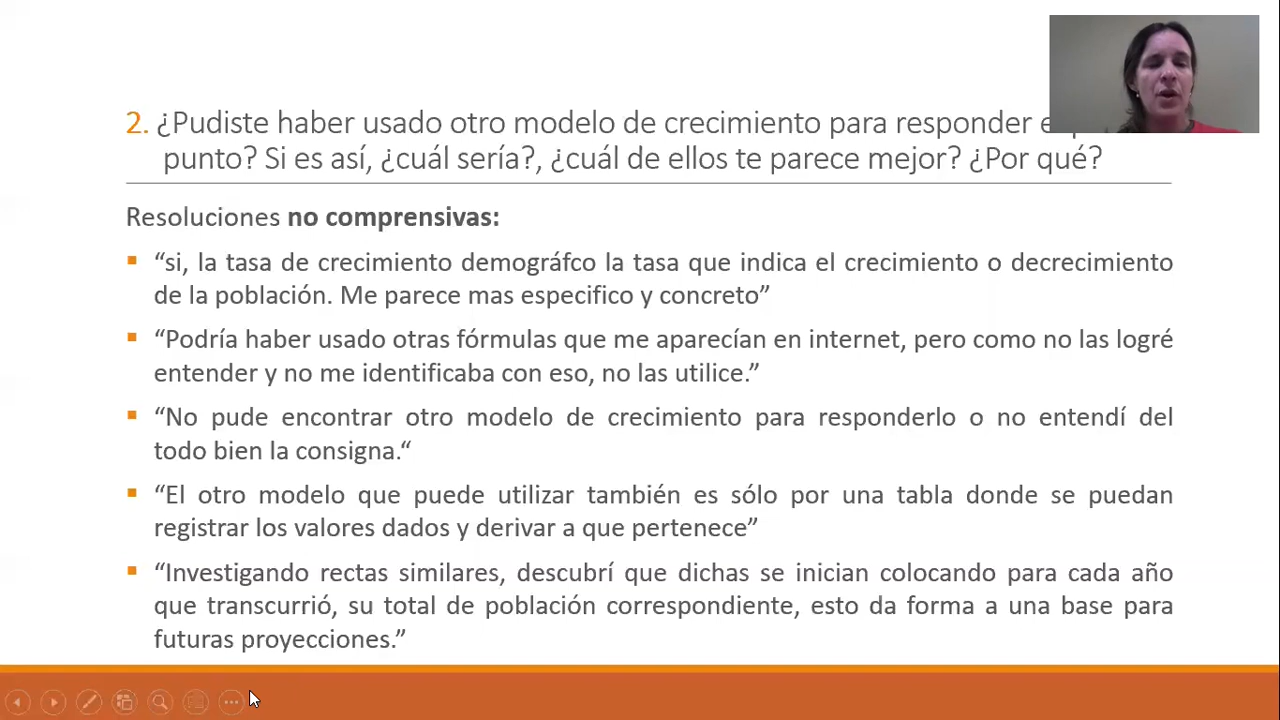 2. ¿Pudiste haber usado otro modelo de crecimiento para responder
punto? Si es así, ¿cuál sería?, ¿cuál de ellos te parece mejor? ¿Por qué?
Resoluciones no comprensivas:
▪ “si, la tasa de crecimiento demográfco la tasa que indica el crecimiento o decrecimiento
de la población. Me parece mas especifico y concreto”
▪ “Podría haber usado otras fórmulas que me aparecían en internet, pero como no las logré
entender y no me identificaba con eso, no las utilice.”
▪ “No pude encontrar otro modelo de crecimiento para responderlo o no entendí del
todo bien la consigna.“
▪ “El otro modelo que puede utilizar también es sólo por una tabla donde se puedan
registrar los valores dados y derivar a que pertenece”
▪ “Investigando rectas similares, descubrí que dichas se inician colocando para cada año
que transcurrió, su total de población correspondiente, esto da forma a una base para
futuras proyecciones.”